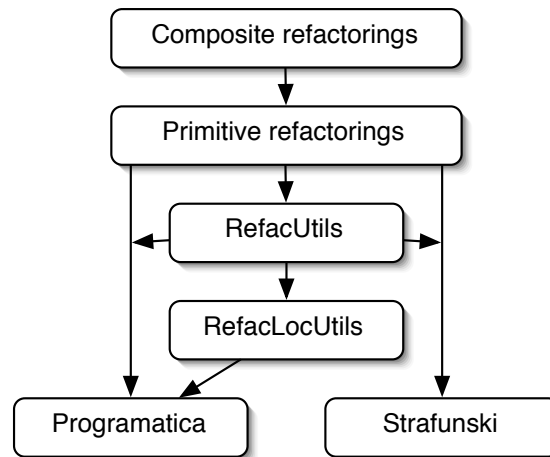 Composite refactorings
Primitive refactorings
RefacUtils
RefacLocUtils
Programatica
Strafunski